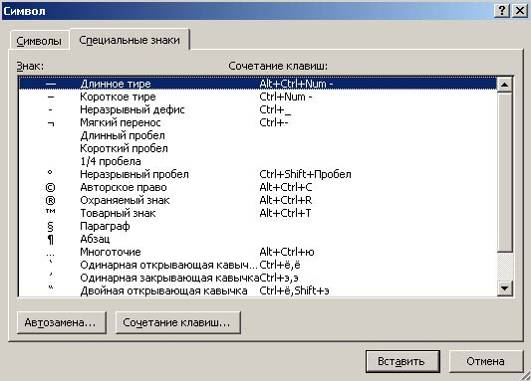 Символ
Символы Специальные знаки
Знак: Сочетание клавиш:
— Длинное тире Alt+Ctrl+Num -
– Короткое тире Ctrl+Num -
- Неразрывный дефис Ctrl+_
¬ Мягкий перенос Ctrl+-
Длинный пробел
Короткий пробел
1/4 пробела
° Неразрывный пробел Ctrl+Shift+Пробел
© Авторское право Alt+Ctrl+C
® Охраняемый знак Alt+Ctrl+R
™ Товарный знак Alt+Ctrl+T
§ Параграф
¶ Абзац
… Многоточие Alt+Ctrl+ю
‛ Одинарная открывающая кавыч... Ctrl+ё,ё
’ Одинарная закрывающая кавычка Ctrl+э,э
“ Двойная открывающая кавычка Ctrl+ё,Shift+э
Автозамена... Сочетание клавиш...
Вставить Отмена